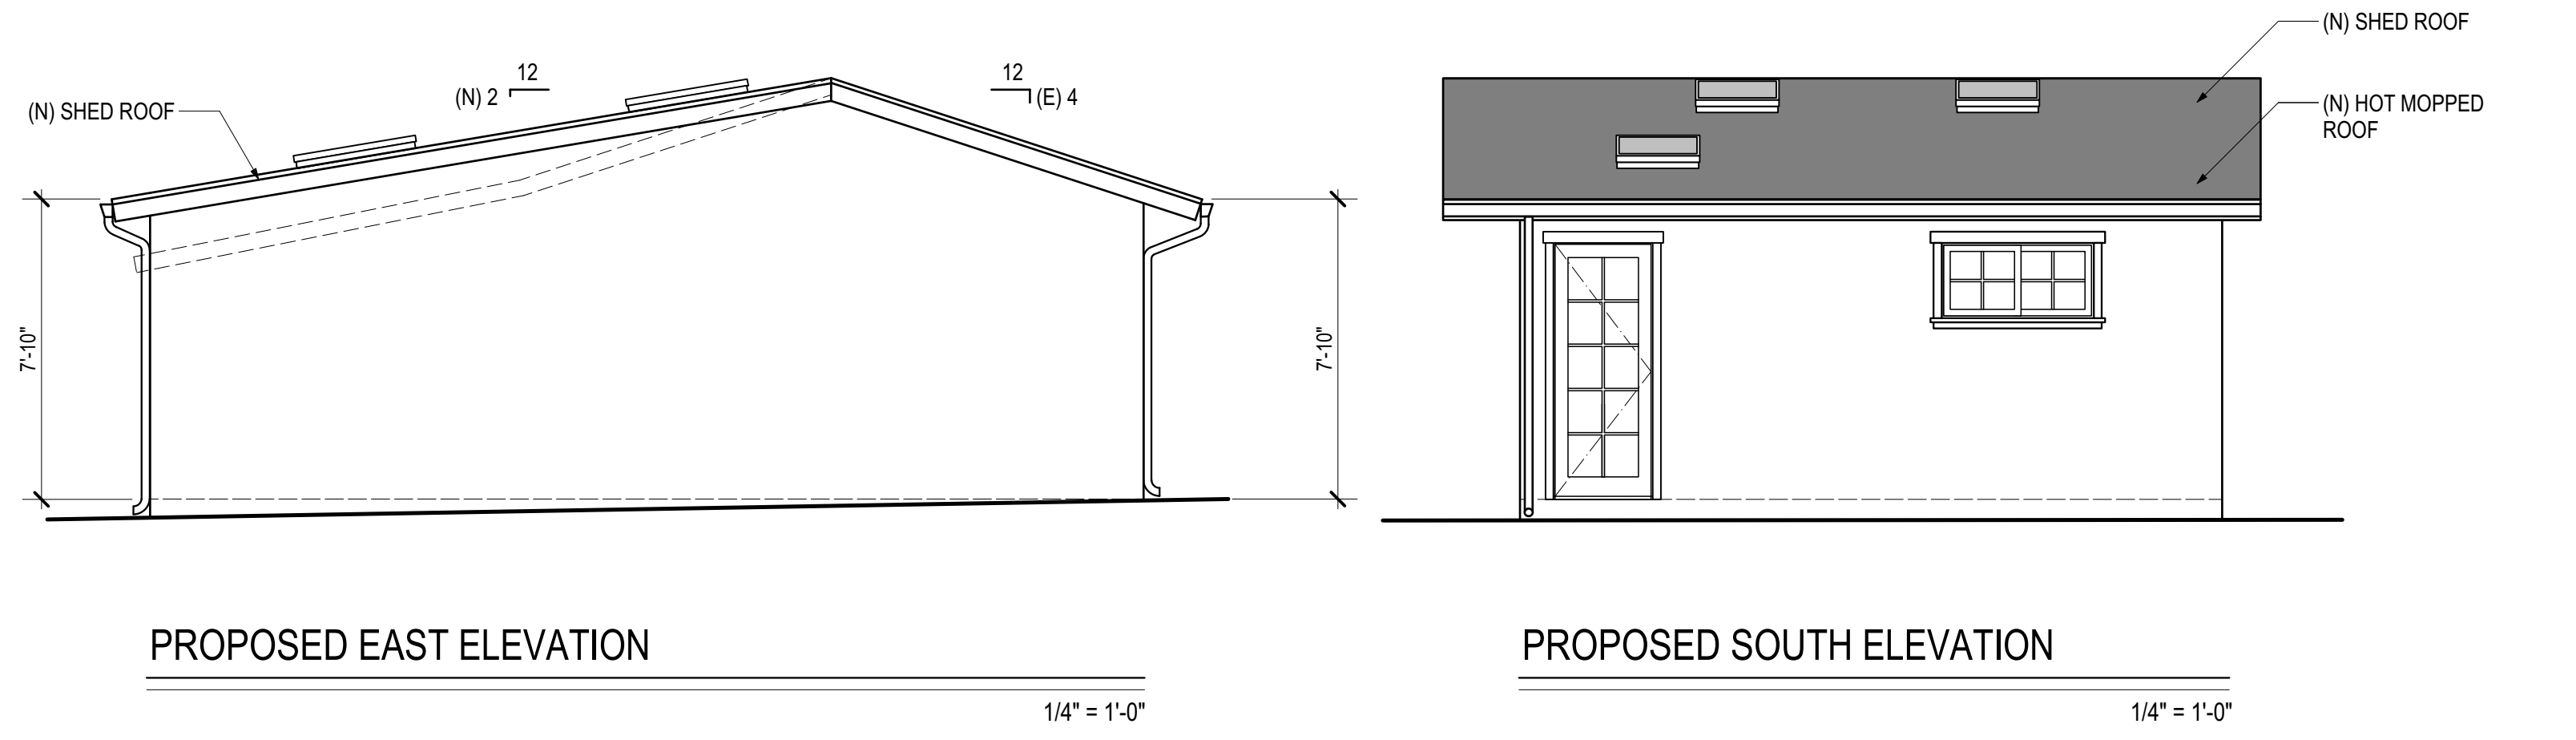 (N) SHED ROOF
12
(N) 2
12
(E) 4
7'-10"
7'-10"
PROPOSED EAST ELEVATION
1/4" = 1'-0"
(N) SHED ROOF
(N) HOT MOPPED
ROOF
PROPOSED SOUTH ELEVATION
1/4" = 1'-0"